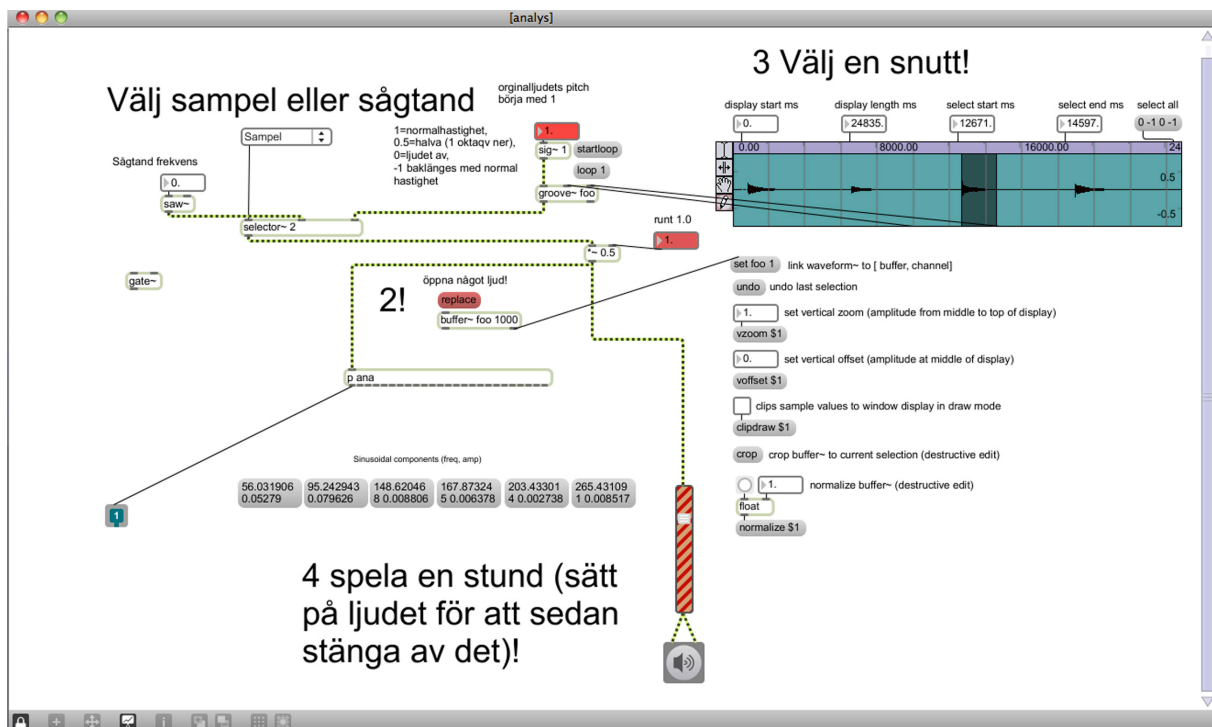 [analys]
3 Välj en snutt!
Välj sampel eller sågtand
orginalljudets pitch
börja med 1
display start ms
display length ms
select start ms
select end ms
select all
0.
24835.
12671.
14597.
0 -1 0 -1
Sampel
1=normalhastighet,
0.5=halva (1 oktaqv ner),
0=ljudet av,
-1 baklänges med normal
hastighet
1.
sig~ 1
startloop
loop 1
groove~ foo
0.00
8000.00
16000.00
24
0.5
-0.5
Sågtand frekvens
0.
saw~
selector~ 2
runt 1.0
1.
*~ 0.5
gate~
2!
öppna något ljud!
replace
buffer~ foo 1000
set foo 1
link waveform~ to [ buffer, channel]
undo
undo last selection
1.
set vertical zoom (amplitude from middle to top of display)
vzoom $1
0.
set vertical offset (amplitude at middle of display)
voffset $1
clips sample values to window display in draw mode
clipdraw $1
crop
crop buffer~ to current selection (destructive edit)
1.
normalize buffer~ (destructive edit)
float
normalize $1
p ana
Sinusoidal components (freq, amp)
56.031906
0.05279
95.242943
0.079626
148.62046
8 0.008806
167.87324
5 0.006378
203.43301
4 0.002738
265.43109
1 0.008517
1
4 spela en stund (sätt
på ljudet för att sedan
stänga av det)!